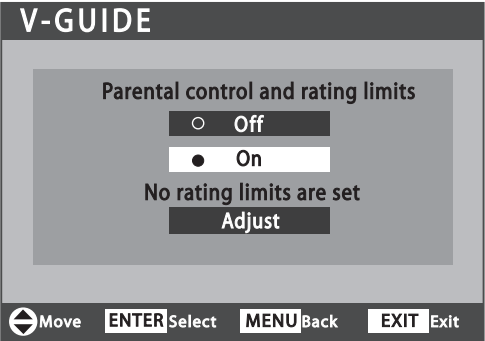 V-GUIDE
Parental control and rating limits
Off
On
No rating limits are set
Adjust
Move ENTER Select MENU Back EXIT Exit